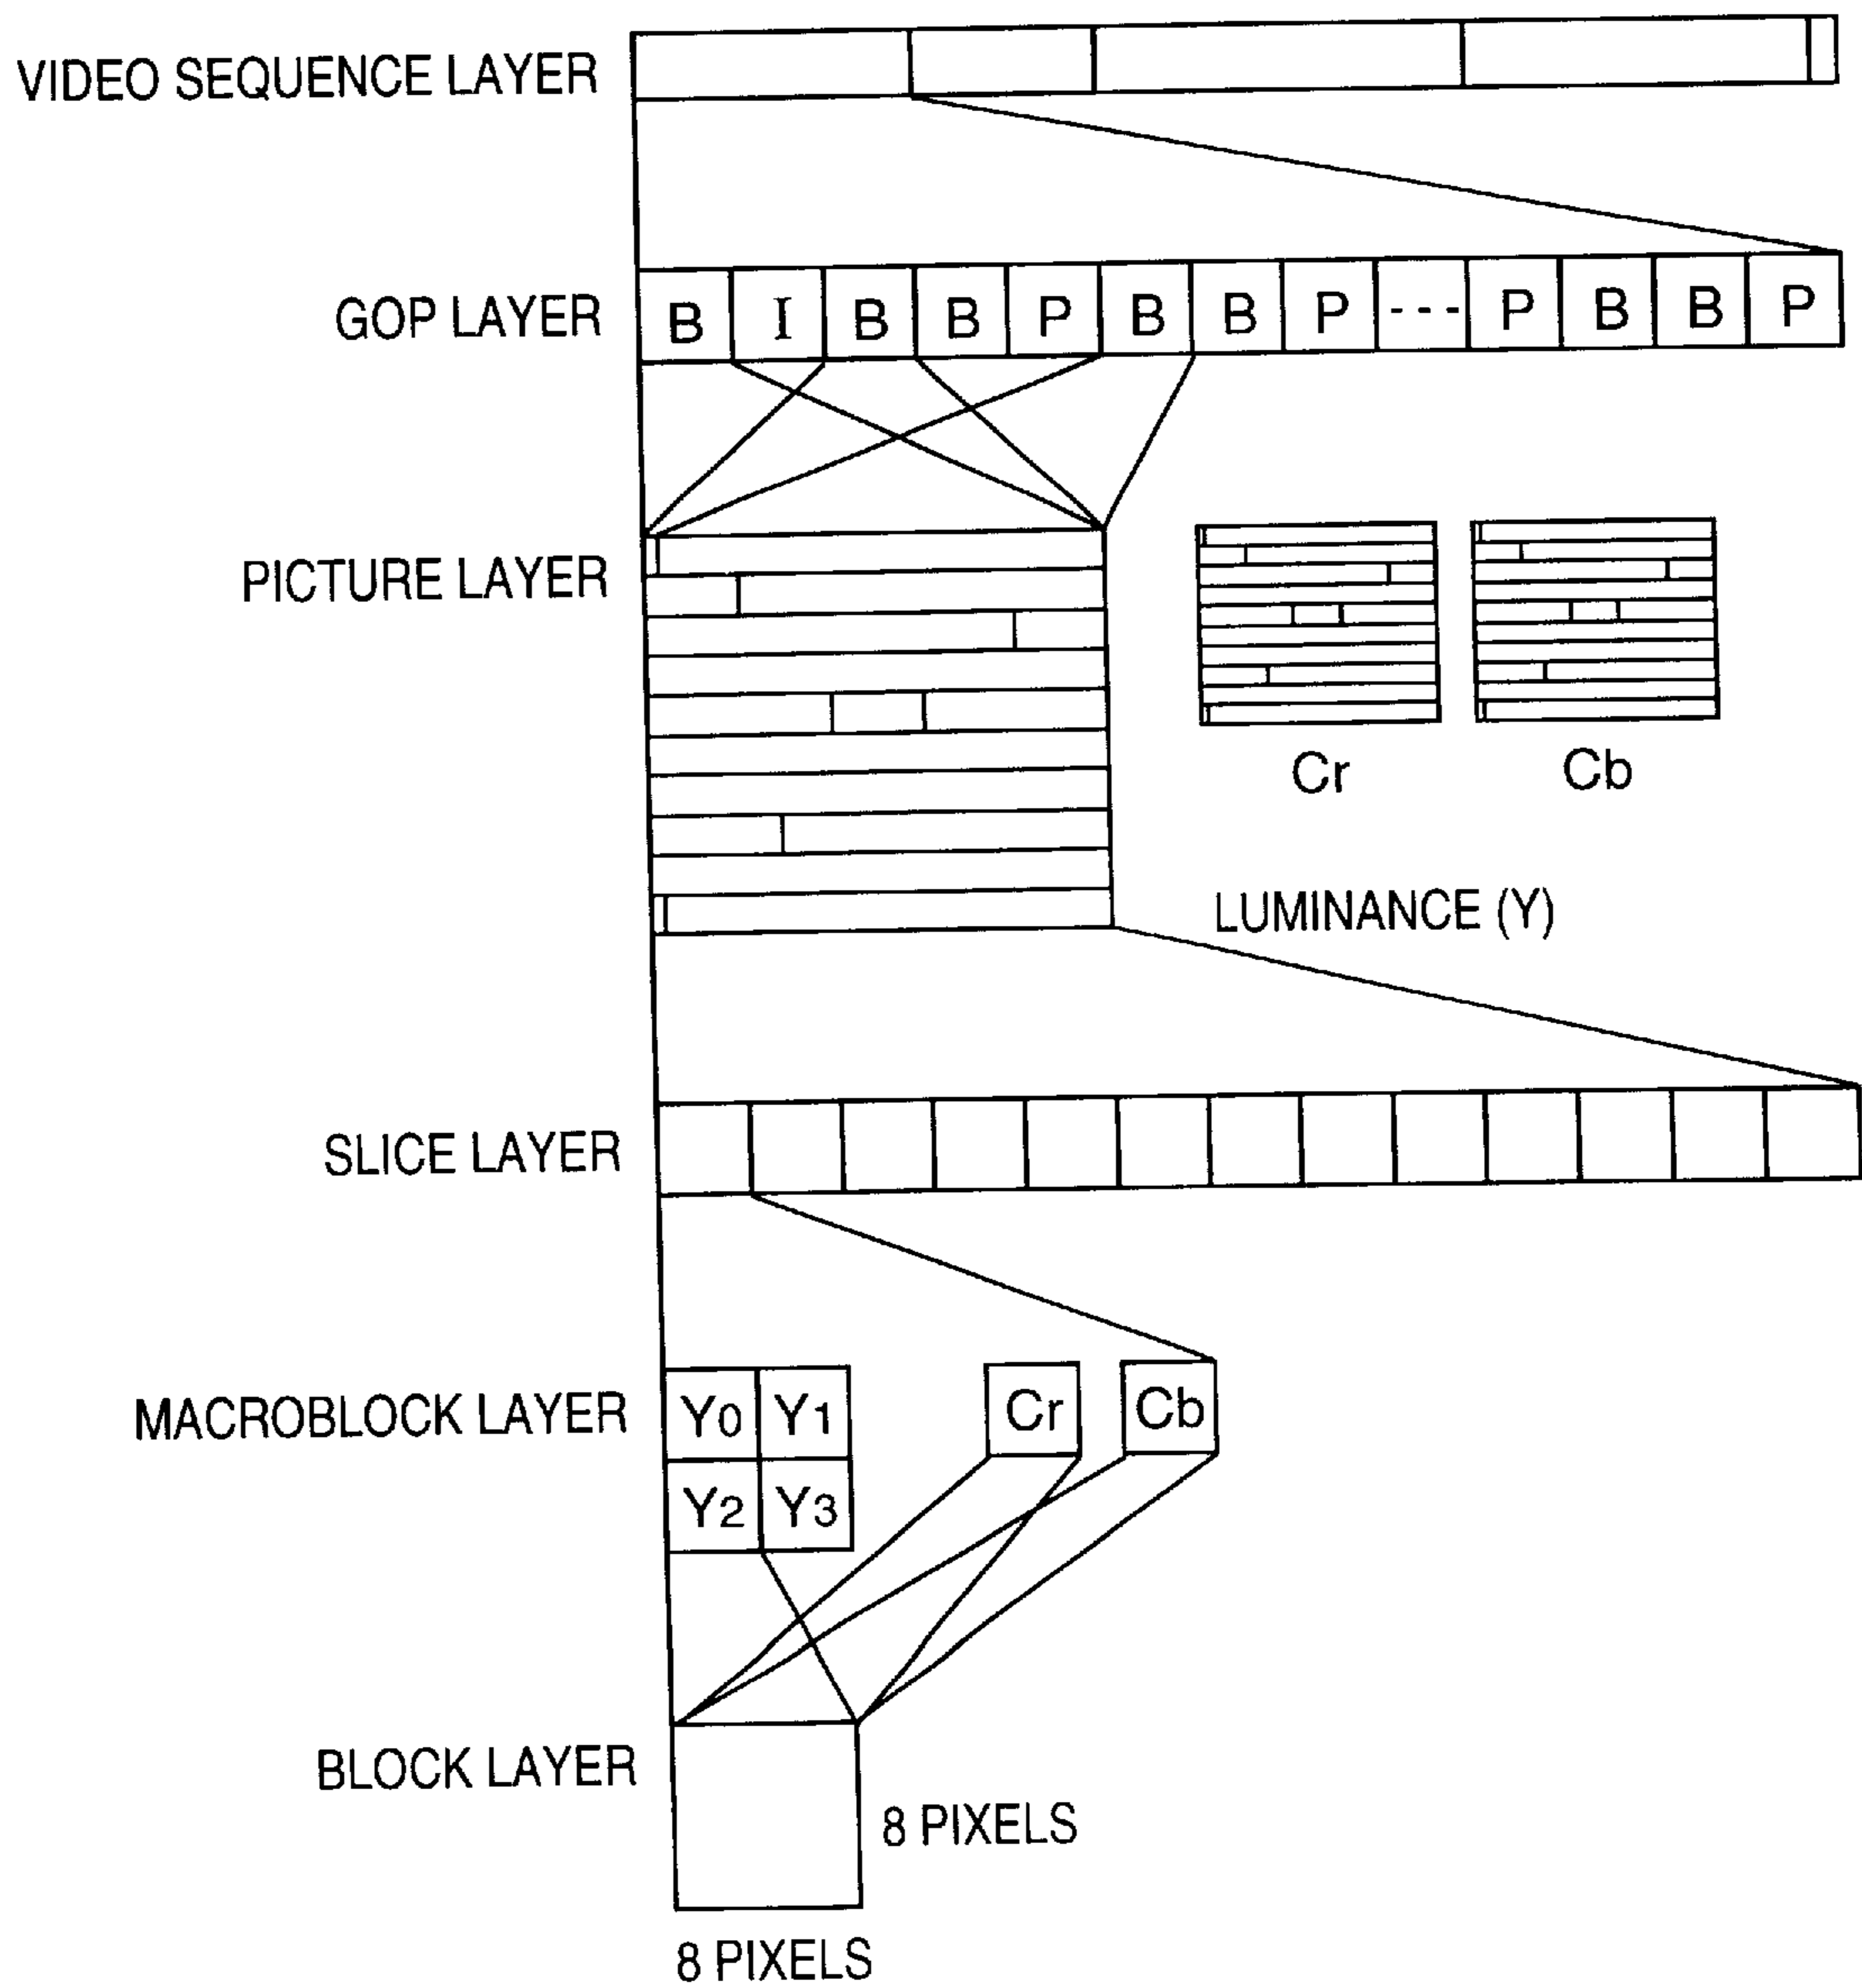 VIDEO SEQUENCE LAYER
GOP LAYER
B I B B P B B P --- P B B P
PICTURE LAYER
Cr Cb
LUMINANCE (Y)
SLICE LAYER
MACROBLOCK LAYER
Y0 Y1 Cr Cb
Y2 Y3
BLOCK LAYER
8 PIXELS
8 PIXELS